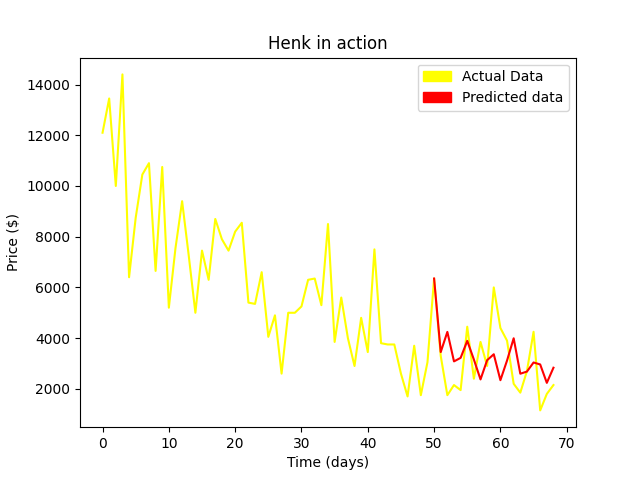 Henk in action
Actual Data
Predicted data
Price ($)
14000
12000
10000
8000
6000
4000
2000
0 10 20 30 40 50 60 70
Time (days)